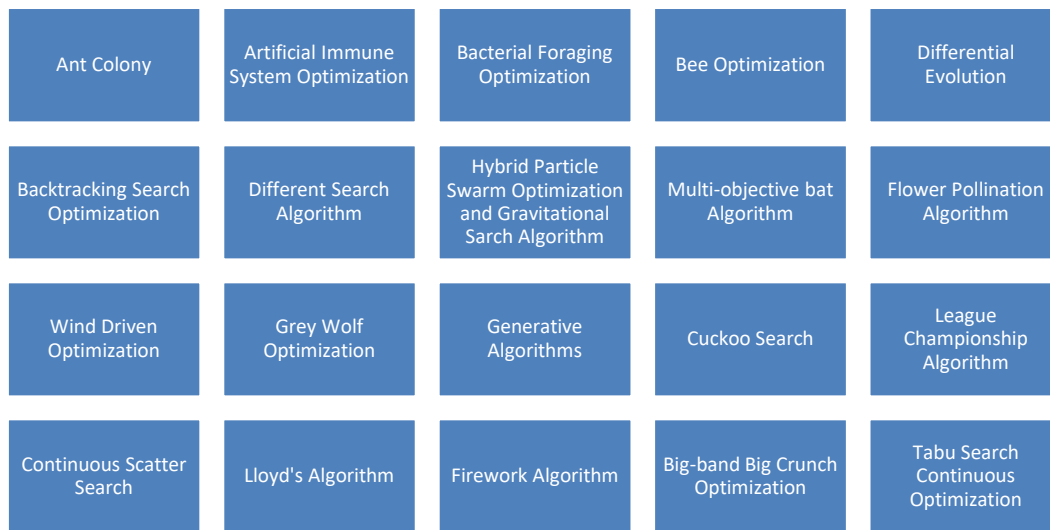 Ant Colony
Artificial Immune
System Optimization
Bacterial Foraging
Optimization
Bee Optimization
Differential
Evolution
Backtracking Search
Optimization
Different Search
Algorithm
Hybrid Particle
Swarm Optimization
and Gravitational
Sarch Algorithm
Multi-objective bat
Algorithm
Flower Pollination
Algorithm
Wind Driven
Optimization
Grey Wolf
Optimization
Generative
Algorithms
Cuckoo Search
League
Championship
Algorithm
Continuous Scatter
Search
Lloyd's Algorithm
Firework Algorithm
Big-band Big Crunch
Optimization
Tabu Search
Continuous
Optimization